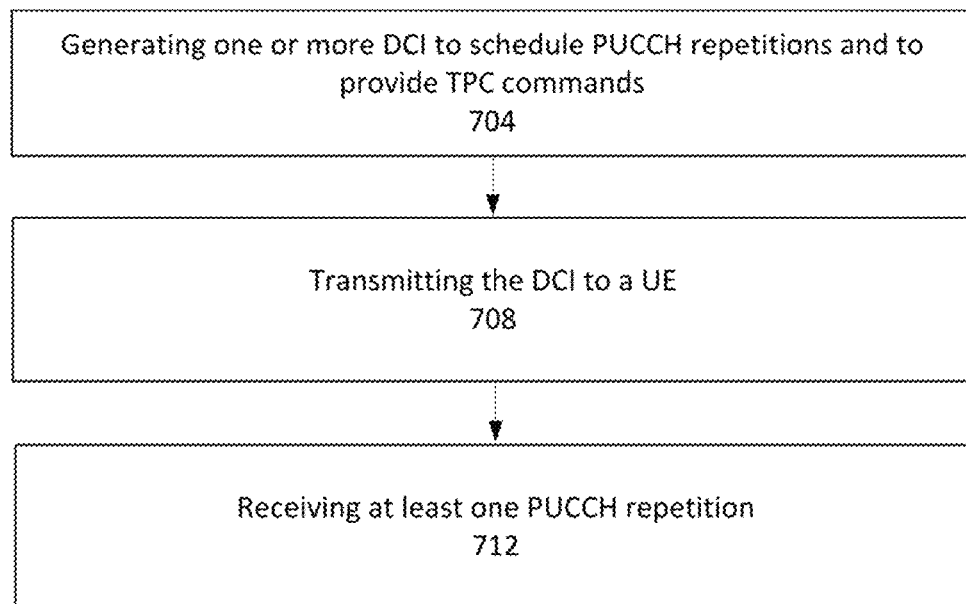 Generating one or more DCI to schedule PUCCH repetitions and to
provide TPC commands
704
Transmitting the DCI to a UE
708
Receiving at least one PUCCH repetition
712